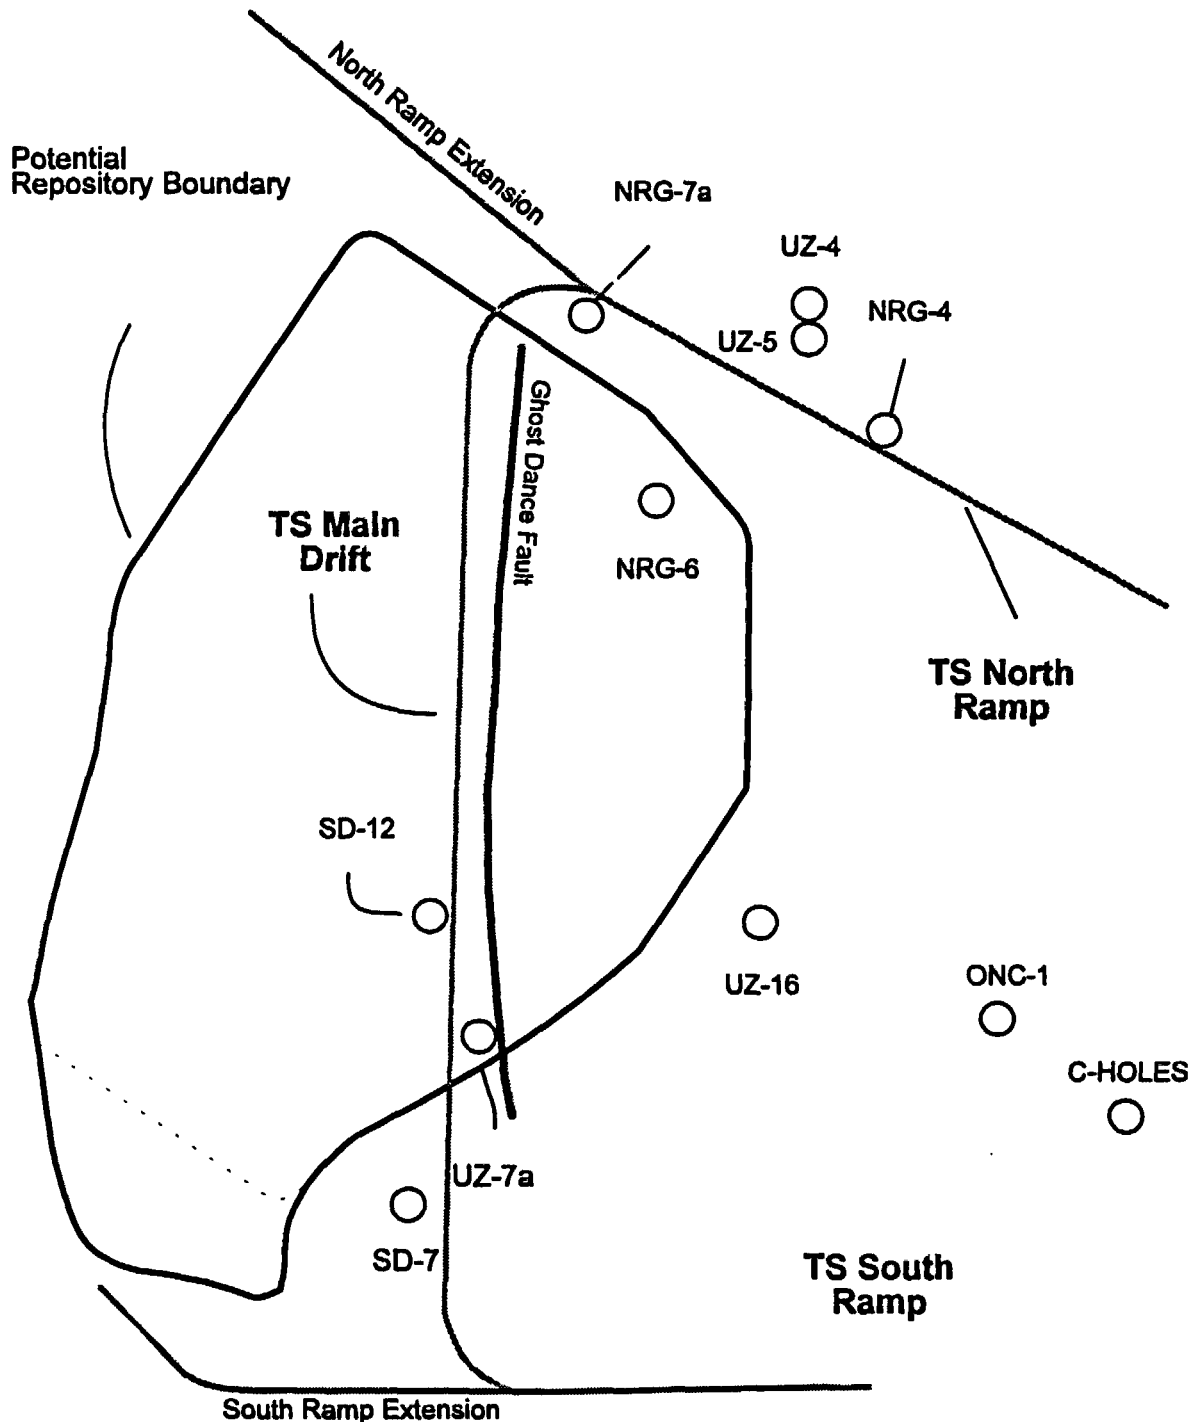 North Ramp Extension
Potential
Repository Boundary
NRG-7a
UZ-4
NRG-4
UZ-5
Ghost Dance Fault
TS Main
Drift
NRG-6
TS North
Ramp
SD-12
UZ-16
ONC-1
C-HOLES
UZ-7a
SD-7
TS South
Ramp
South Ramp Extension